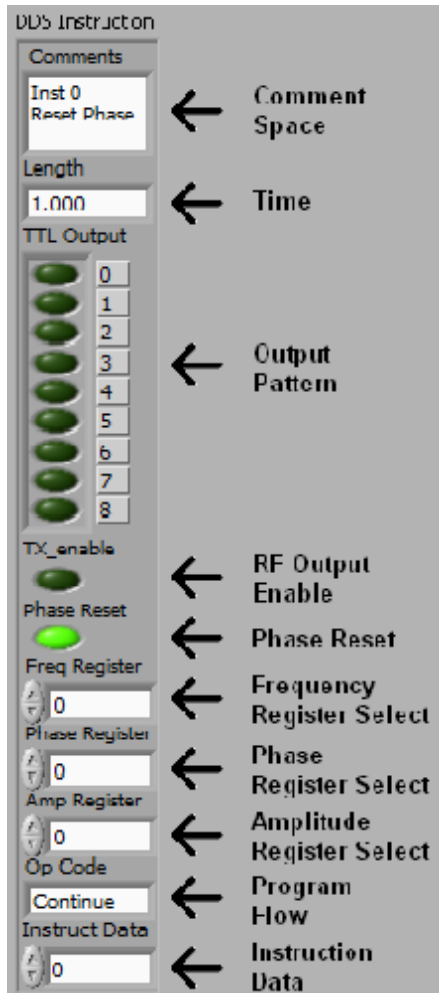 DDS Instruction
Comments
Inst 0
Reset Phase
Comment
Space
Length
1.000
Time
TTL Output
0
1
2
3
4
5
6
7
8
Output
Pattern
TX_enable
RF Output
Enable
Phase Reset
Phase Reset
Freq Register
0
Frequency
Register Select
Phase Register
0
Phase
Register Select
Amp Register
0
Amplitude
Register Select
Op Code
Continue
Program
Flow
Instruct Data
0
Instruction
Data